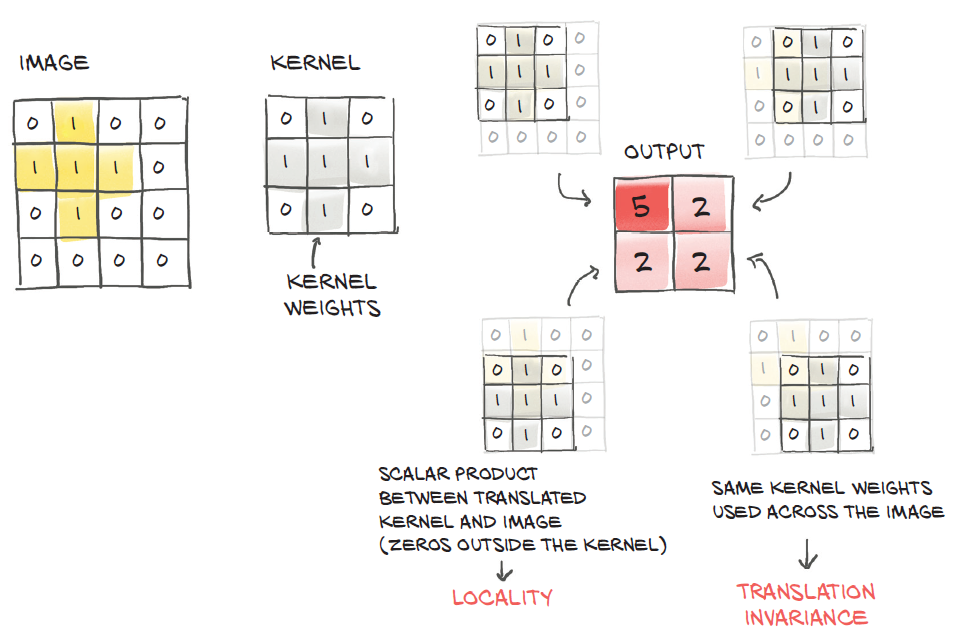 IMAGE
0 1 0 0
1 1 1 0
0 1 0 0
0 0 0 0
KERNEL
0 1 0
1 1 1
0 1 0
KERNEL
WEIGHTS
0 1 0 0
1 1 1 0
0 1 0 0
0 0 0 0
0 0 1 0
1 1 1 1
0 0 1 0
0 0 0 0
OUTPUT
5 2
2 2
0 1 0 0
0 1 0 0
1 1 1 0
0 1 0 0
0 1 0 0
1 0 1 0
0 1 1 1
0 0 1 0
SCALAR PRODUCT
BETWEEN TRANSLATED
KERNEL AND IMAGE
(ZEROS OUTSIDE THE KERNEL)
LOCALITY
SAME KERNEL WEIGHTS
USED ACROSS THE IMAGE
TRANSLATION
INVARIANCE